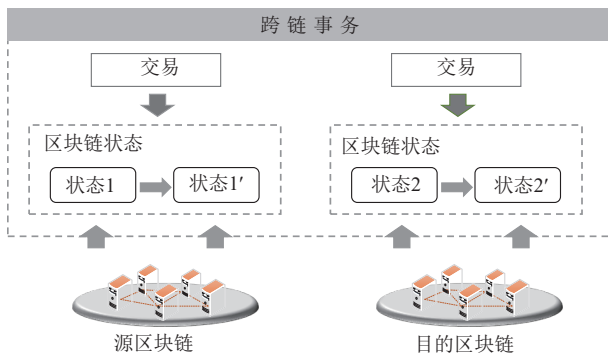 跨链事务
交易
交易
区块链状态
区块链状态
状态1
状态1′
状态2
状态2′
源区块链
目的区块链